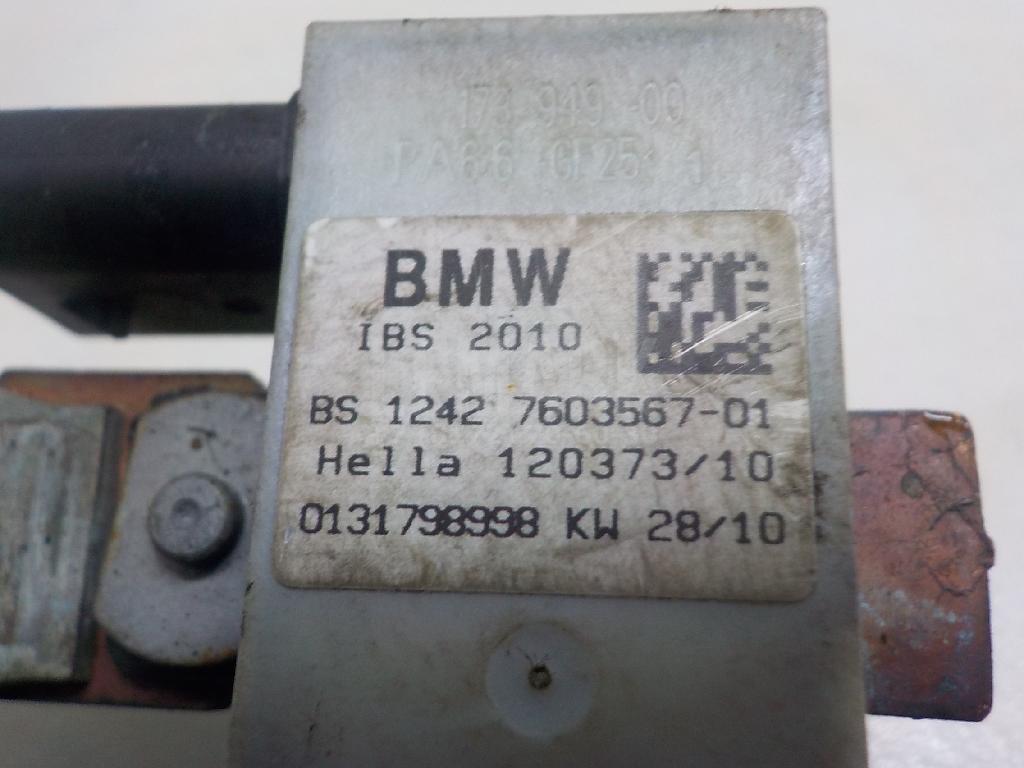 173 949-00
PA66 GF25 1
BMW
IBS 2010
BS 1242 7603567-01
Hella 120373/10
0131798998 KW 28/10